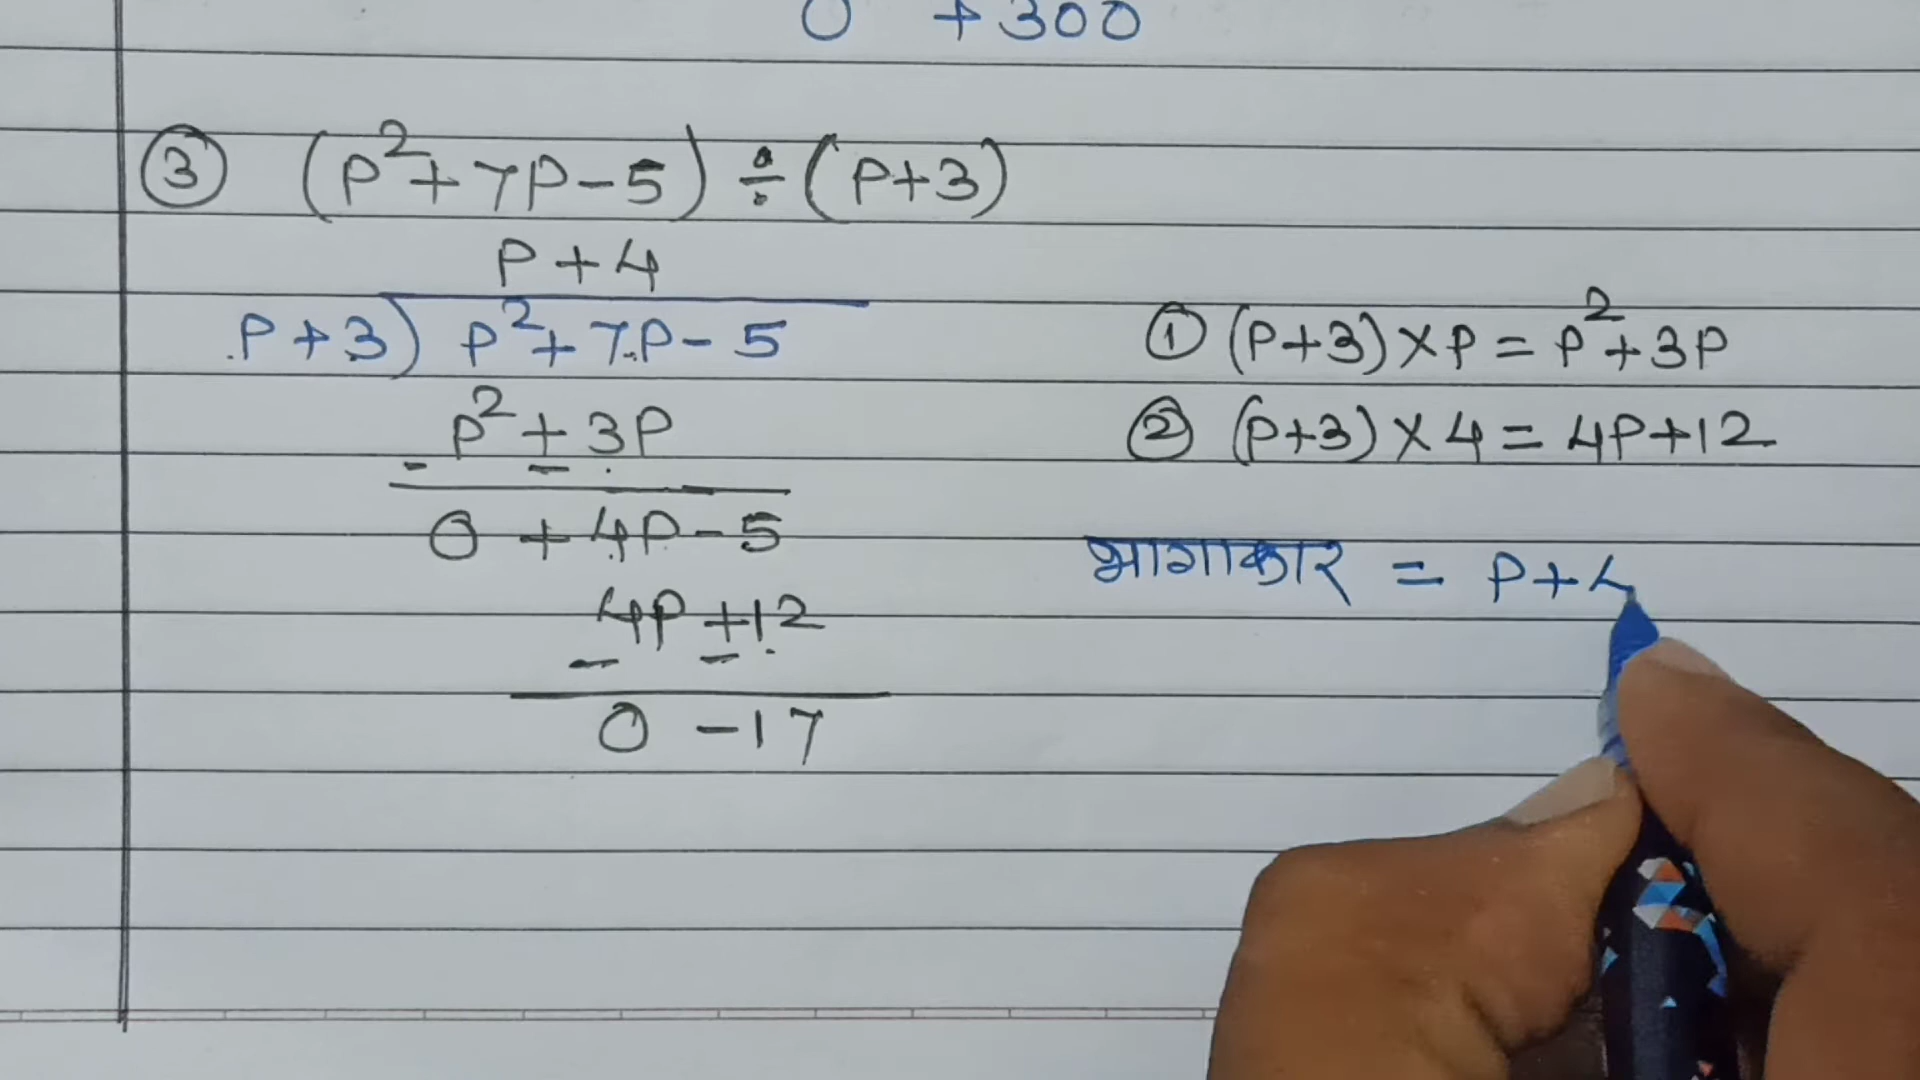 0 +300
③ (P²+7P-5) ÷ (P+3)
P+4
P+3) P²+7P-5
P²+3P
- -
0 +4P-5
4P+12
- -
0 -17
① (P+3)×P=P²+3P
② (P+3)×4=4P+12
भागाकार = P+4